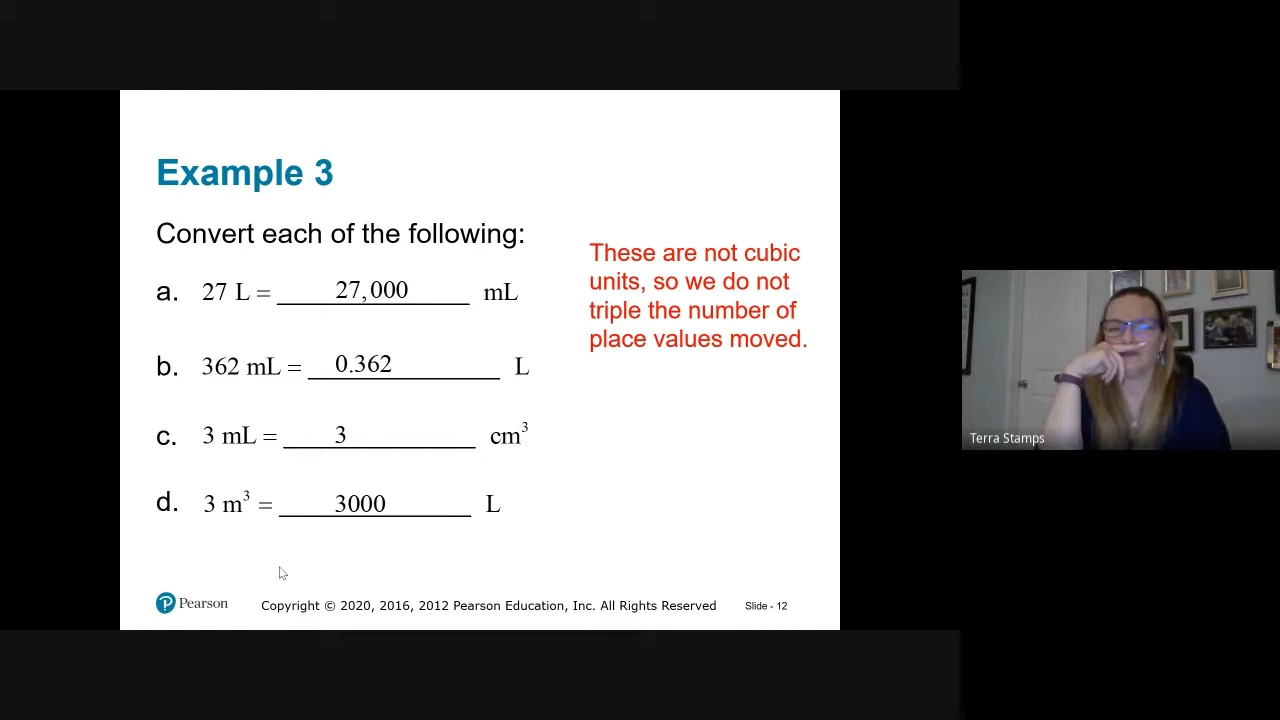 Example 3
Convert each of the following:
These are not cubic
units, so we do not
triple the number of
place values moved.
a. 27 L = 27,000 mL
b. 362 mL = 0.362 L
c. 3 mL = 3 cm³
d. 3 m³ = 3000 L
Pearson
Copyright © 2020, 2016, 2012 Pearson Education, Inc. All Rights Reserved
Slide - 12
Terra Stamps